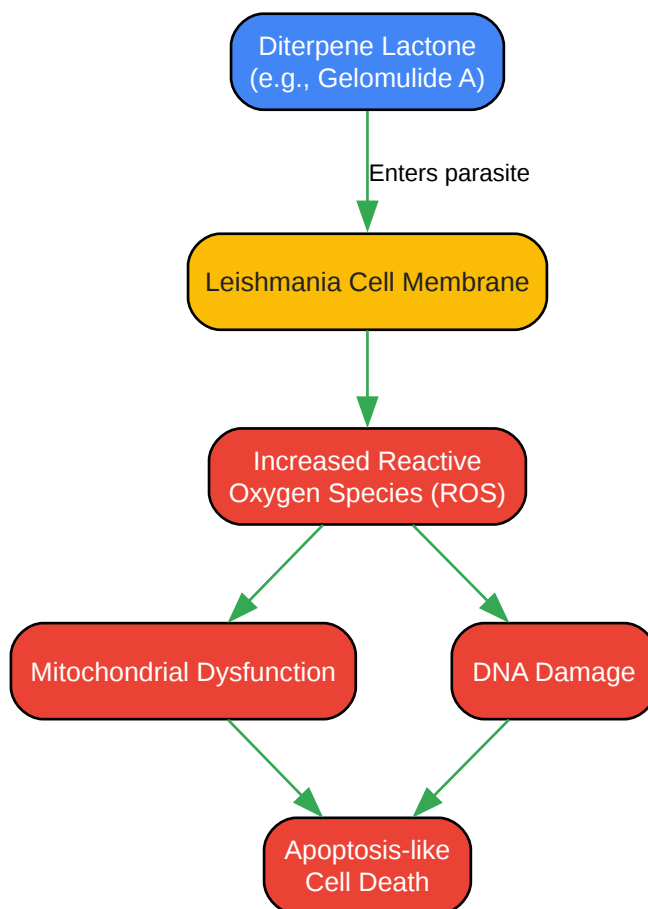 Diterpene Lactone
(e.g., Gelomulide A)
Enters parasite
Leishmania Cell Membrane
Increased Reactive
Oxygen Species (ROS)
Mitochondrial Dysfunction
DNA Damage
Apoptosis-like
Cell Death